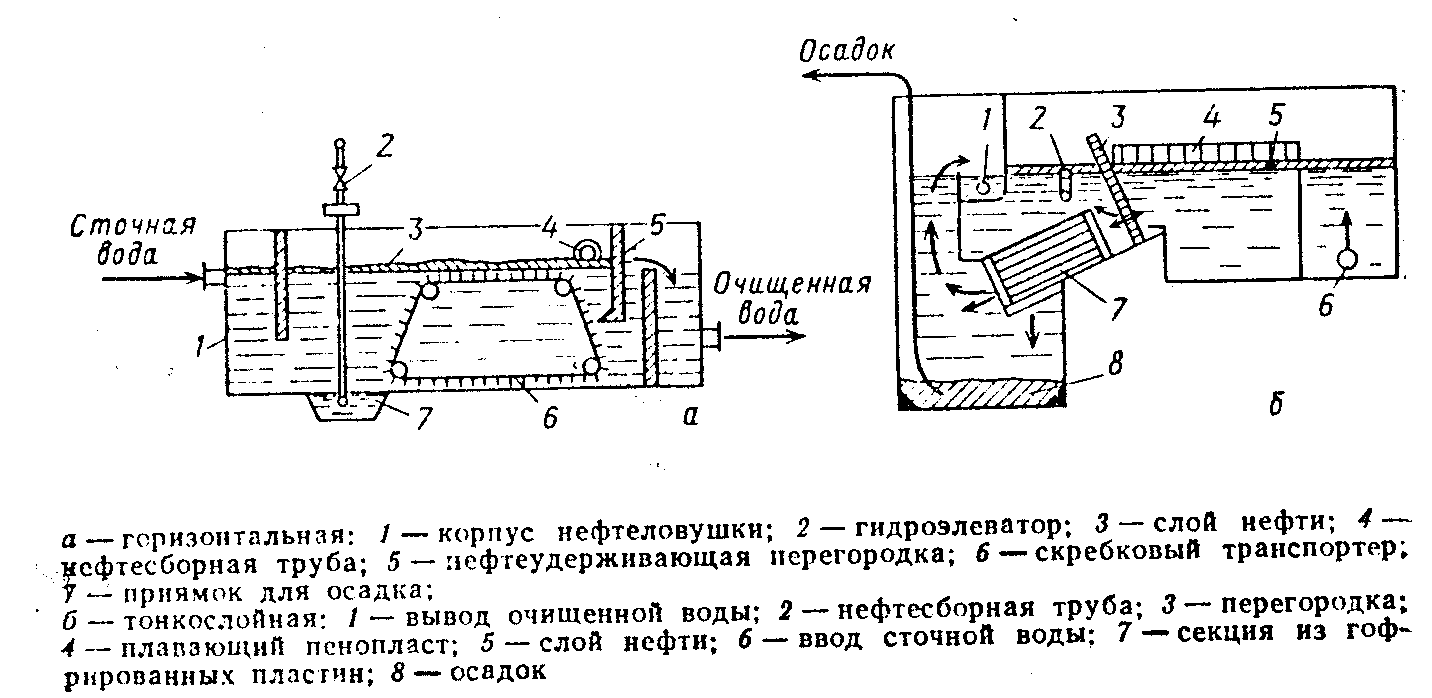 Осадок
1 2 3 4 5
2
Сточная
вода
3 4 5
Очищенная
вода
1
7 6 а
7 6
8 б
а — горизонтальная: 1 — корпус нефтеловушки; 2 — гидроэлеватор; 3 — слой нефти; 4 —
нефтесборная труба; 5 — нефтеудерживающая перегородка; 6 — скребковый транспортер;
7 — приямок для осадка;
б — тонкослойная: 1 — вывод очищенной воды; 2 — нефтесборная труба; 3 — перегородка;
4 — плавающий пенопласт; 5 — слой нефти; 6 — ввод сточной воды; 7 — секция из гоф-
рированных пластин; 8 — осадок